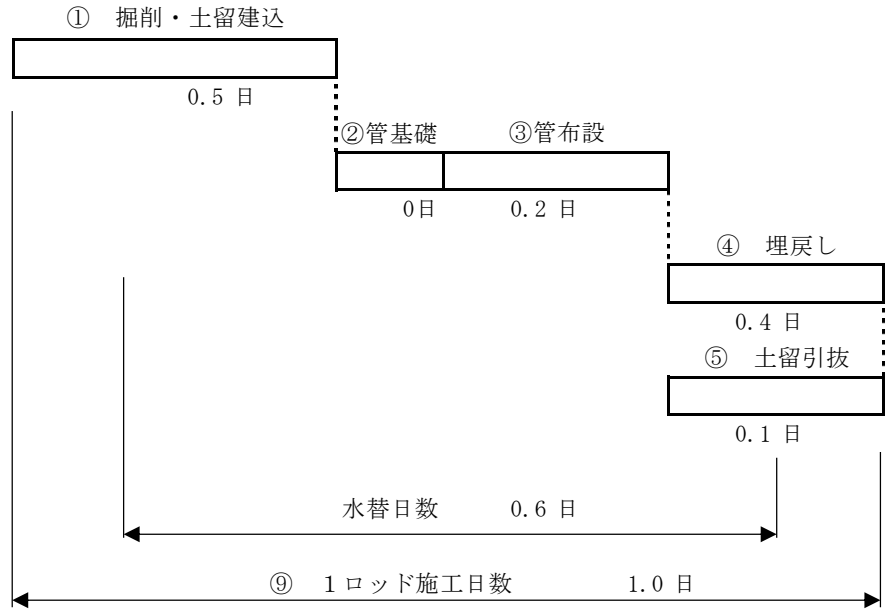 ① 掘削・土留建込
0.5 日
②管基礎 ③管布設
0日 0.2 日
④ 埋戻し
0.4 日
⑤ 土留引抜
0.1 日
水替日数 0.6 日
⑨ 1ロッド施工日数 1.0 日